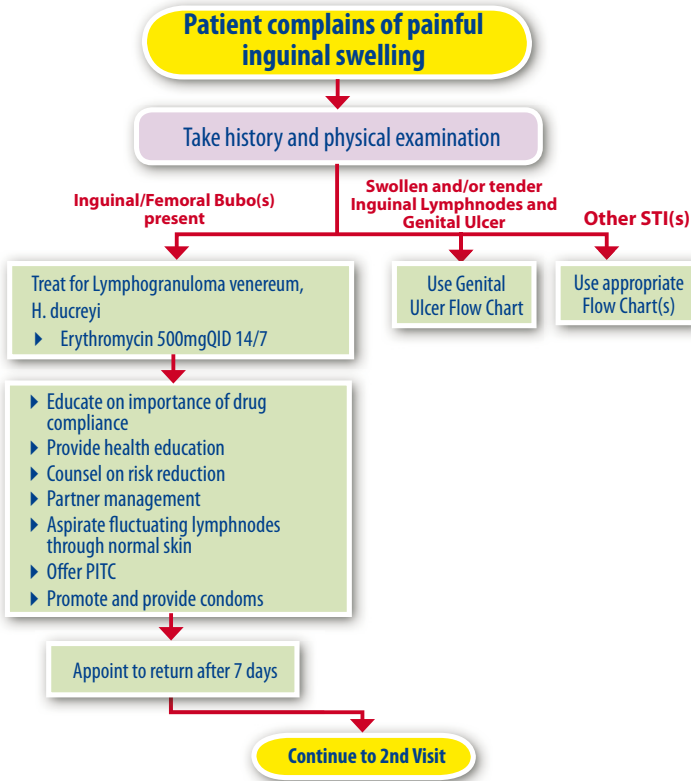 Patient complains of painful
inguinal swelling
Take history and physical examination
Inguinal/Femoral Bubo(s)
present
Swollen and/or tender
Inguinal Lymphnodes and
Genital Ulcer
Other STI(s)
Treat for Lymphogranuloma venereum,
H. ducreyi
Erythromycin 500mgQID 14/7
Use Genital
Ulcer Flow Chart
Use appropriate
Flow Chart(s)
Educate on importance of drug
compliance
Provide health education
Counsel on risk reduction
Partner management
Aspirate fluctuating lymphnodes
through normal skin
Offer PITC
Promote and provide condoms
Appoint to return after 7 days
Continue to 2nd Visit